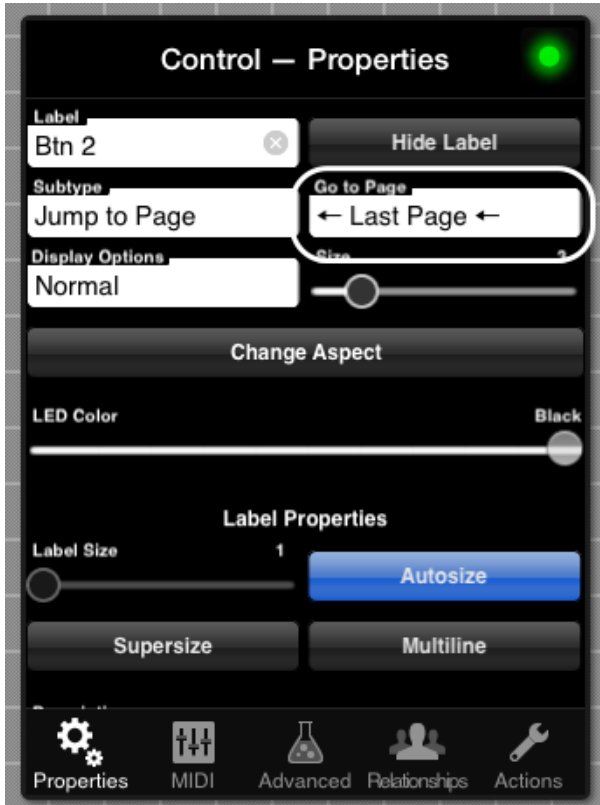 Control — Properties
Label
Btn 2
Hide Label
Subtype
Jump to Page
Go to Page
← Last Page ←
Display Options
Normal
Size
Change Aspect
LED Color
Black
Label Properties
Label Size
1
Autosize
Supersize
Multiline
Properties
MIDI
Advanced
Relationships
Actions